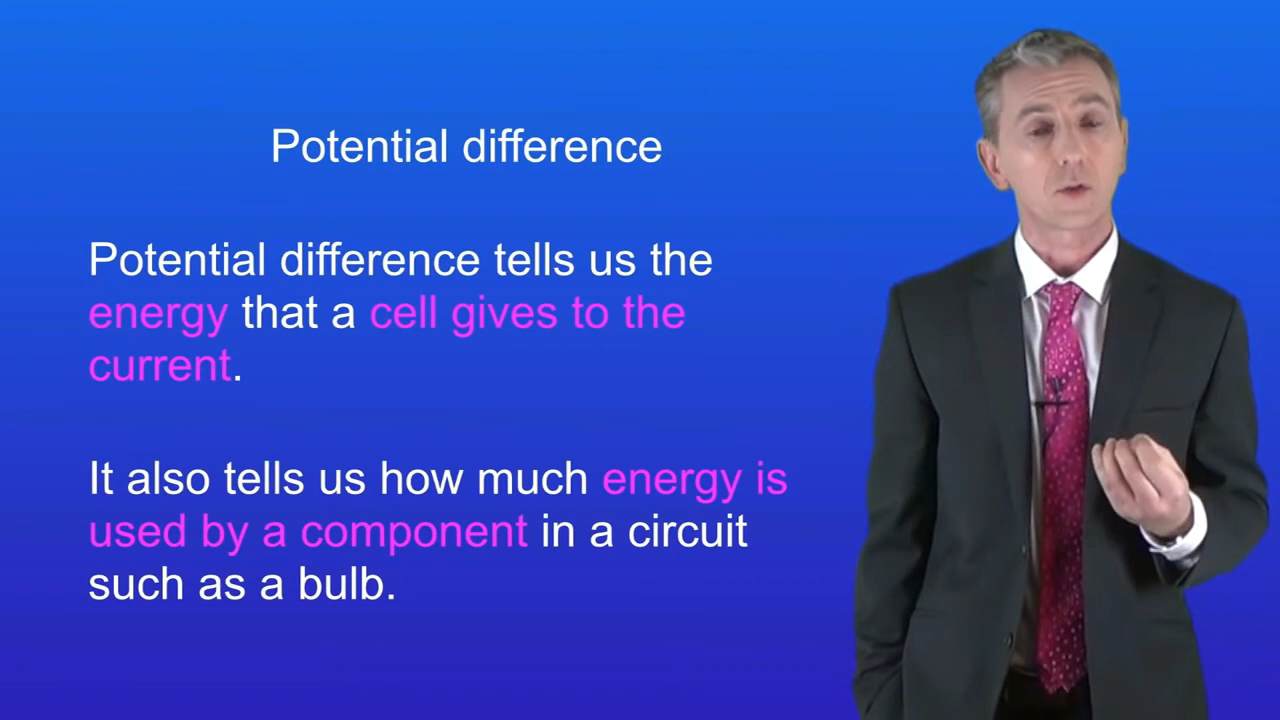 Potential difference
Potential difference tells us the
energy that a cell gives to the
current.
It also tells us how much energy is
used by a component in a circuit
such as a bulb.